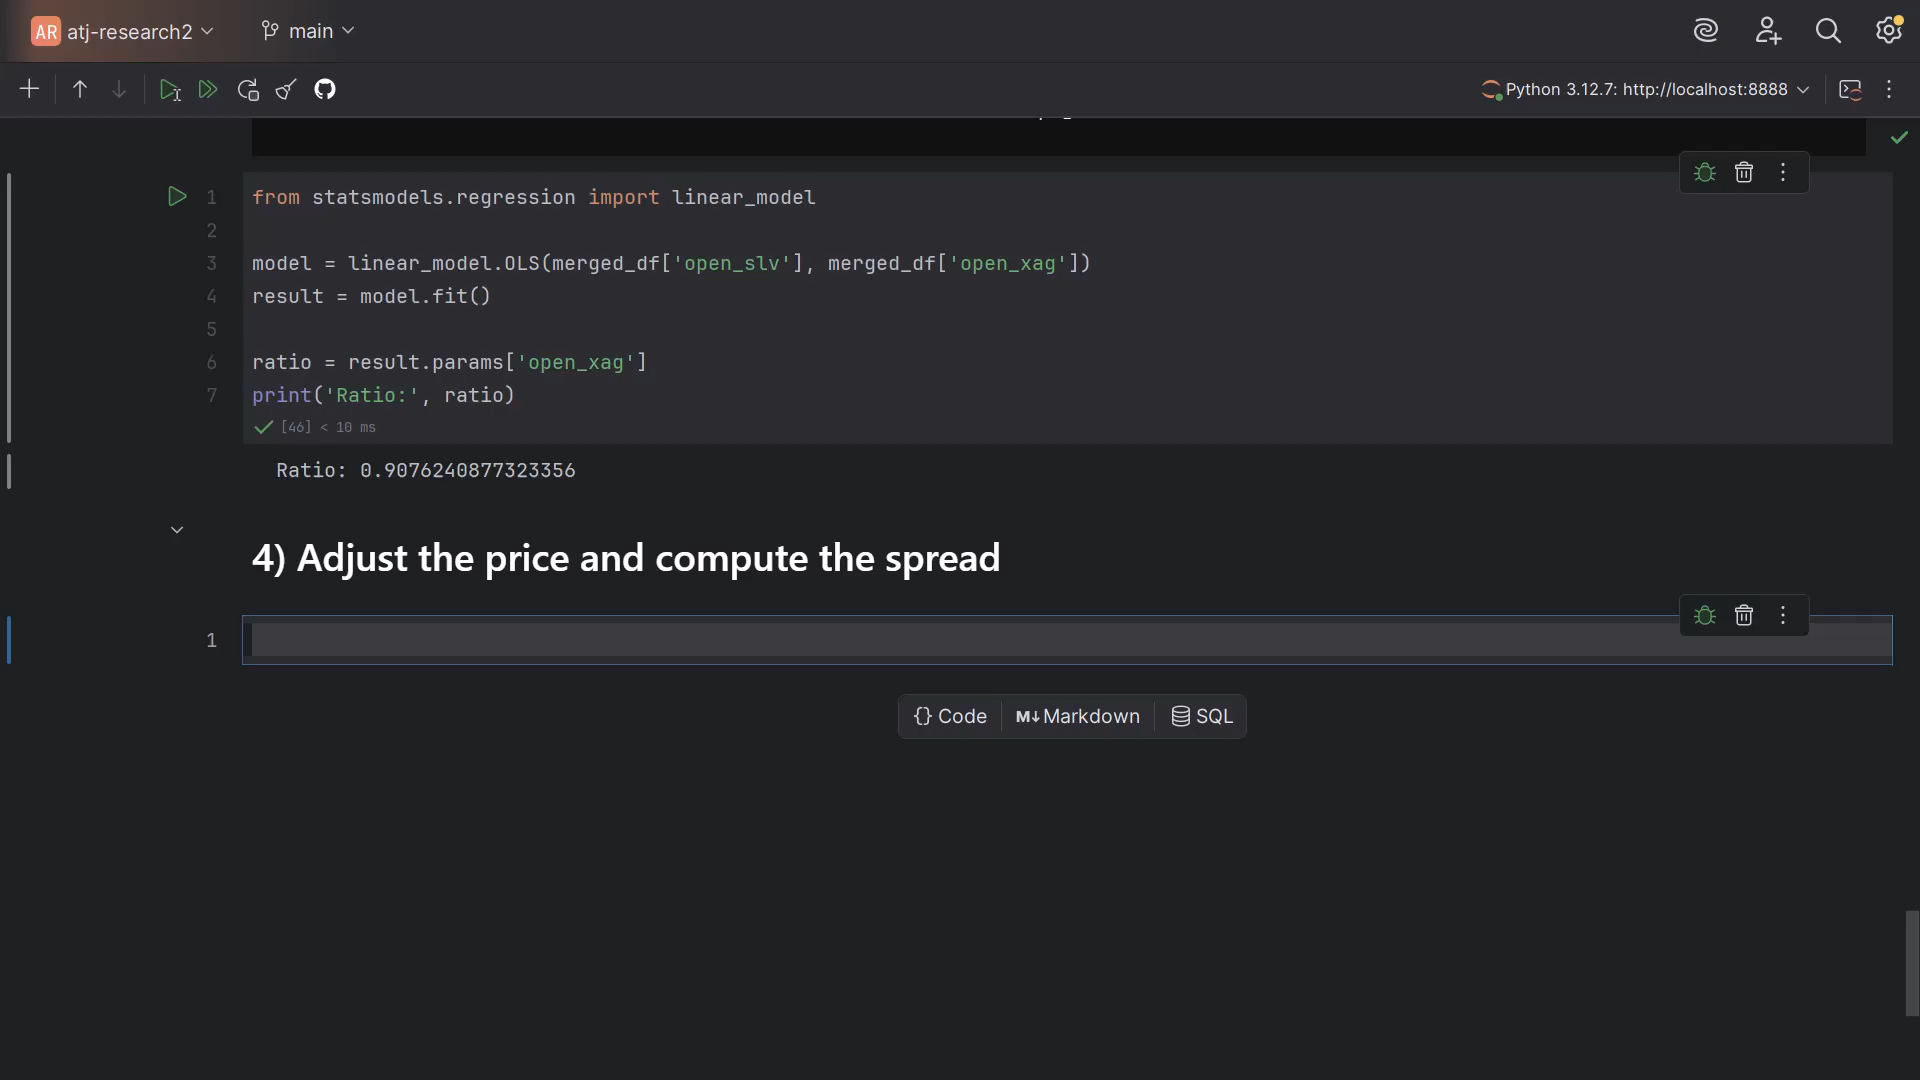 AR atj-research2 main
Python 3.12.7: http://localhost:8888
1 from statsmodels.regression import linear_model
2
3 model = linear_model.OLS(merged_df['open_slv'], merged_df['open_xag'])
4 result = model.fit()
5
6 ratio = result.params['open_xag']
7 print('Ratio:', ratio)
[46] < 10 ms
Ratio: 0.9076240877323356
4) Adjust the price and compute the spread
1
{} Code M↓ Markdown SQL